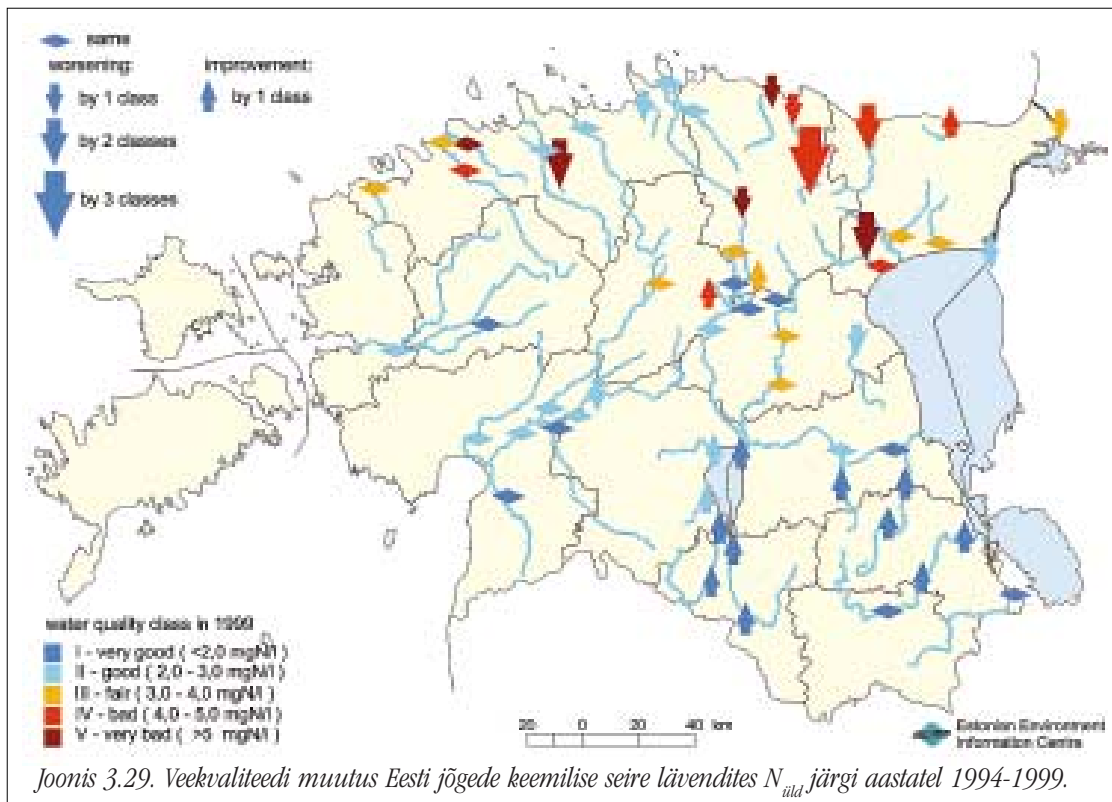 same
worsening:
improvement:
by 1 class
by 1 class
by 2 classes
by 3 classes
water quality class in 1999
I - very good ( <2,0 mgN/l )
II - good ( 2,0 - 3,0 mgN/l )
III - fair ( 3,0 - 4,0 mgN/l )
IV - bad ( 4,0 - 5,0 mgN/l )
V - very bad ( >5 mgN/l )
20 0 20 40 km
Estonian Environment
Information Centre
Joonis 3.29. Veekvaliteedi muutus Eesti jõgede keemilise seire lävendites Nüld järgi aastatel 1994-1999.